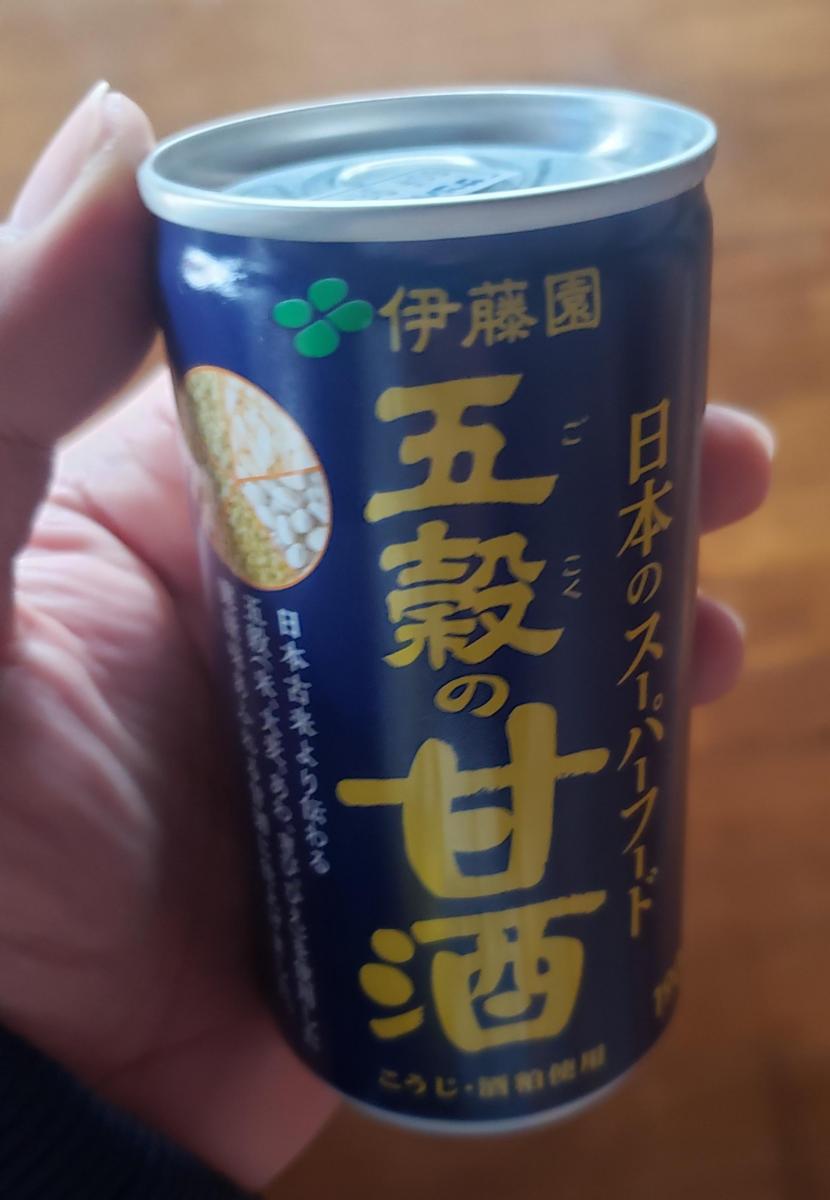 伊藤園
日本のスーパーフード
五穀の甘酒
ごこく
日本古来より伝わる
こうじ・酒粕使用